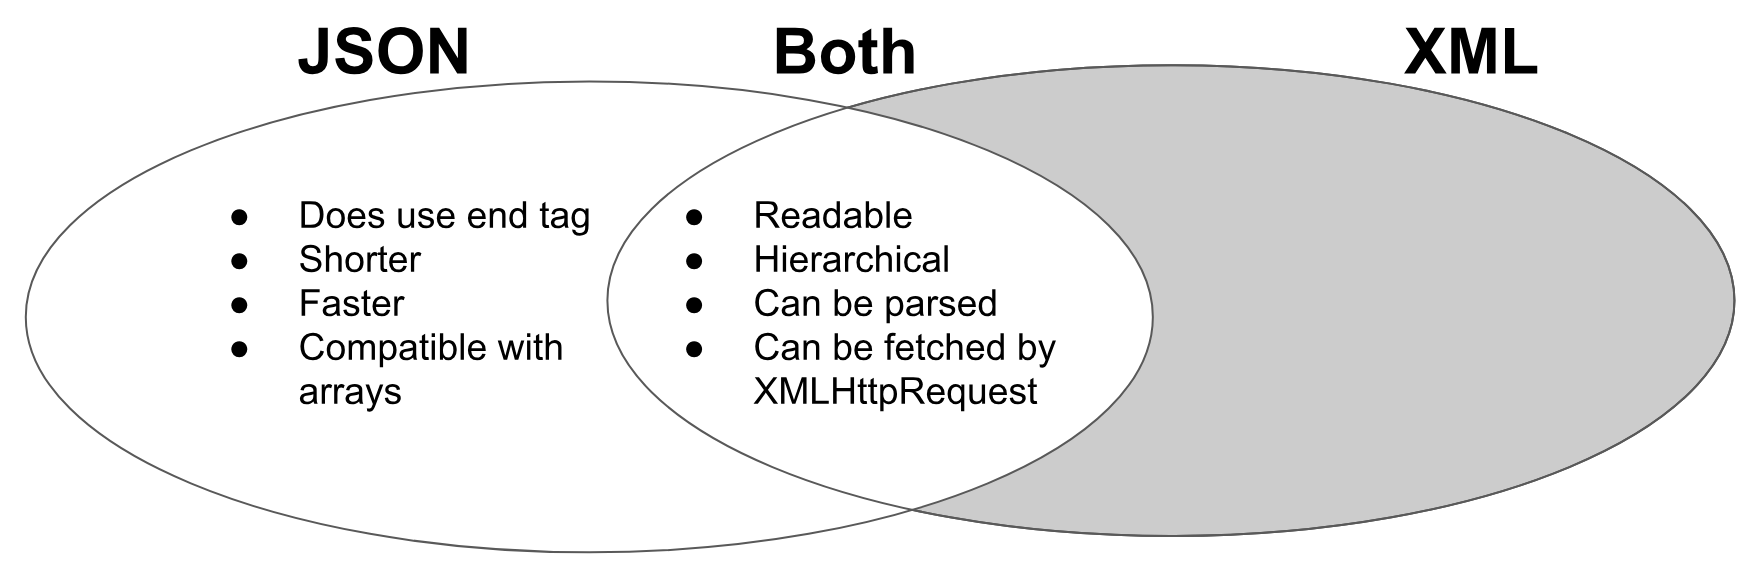 JSON
Both
XML
● Does use end tag
● Shorter
● Faster
● Compatible with
arrays
● Readable
● Hierarchical
● Can be parsed
● Can be fetched by
XMLHttpRequest